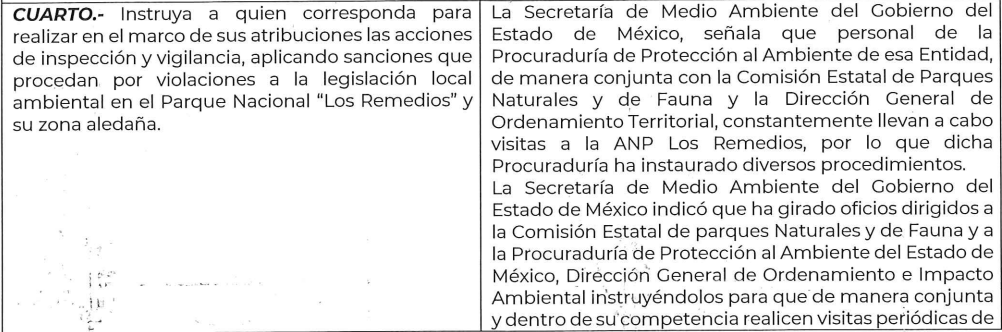 CUARTO.- Instruya a quien corresponda para
realizar en el marco de sus atribuciones las acciones
de inspección y vigilancia, aplicando sanciones que
procedan por violaciones a la legislación local
ambiental en el Parque Nacional “Los Remedios” y
su zona aledaña.
La Secretaría de Medio Ambiente del Gobierno del
Estado de México, señala que personal de la
Procuraduría de Protección al Ambiente de esa Entidad,
de manera conjunta con la Comisión Estatal de Parques
Naturales y de Fauna y la Dirección General de
Ordenamiento Territorial, constantemente llevan a cabo
visitas a la ANP Los Remedios, por lo que dicha
Procuraduría ha instaurado diversos procedimientos.
La Secretaría de Medio Ambiente del Gobierno del
Estado de México indicó que ha girado oficios dirigidos a
la Comisión Estatal de parques Naturales y de Fauna y a
la Procuraduría de Protección al Ambiente del Estado de
México, Dirección General de Ordenamiento e Impacto
Ambiental instruyéndolos para que de manera conjunta
y dentro de su competencia realicen visitas periódicas de